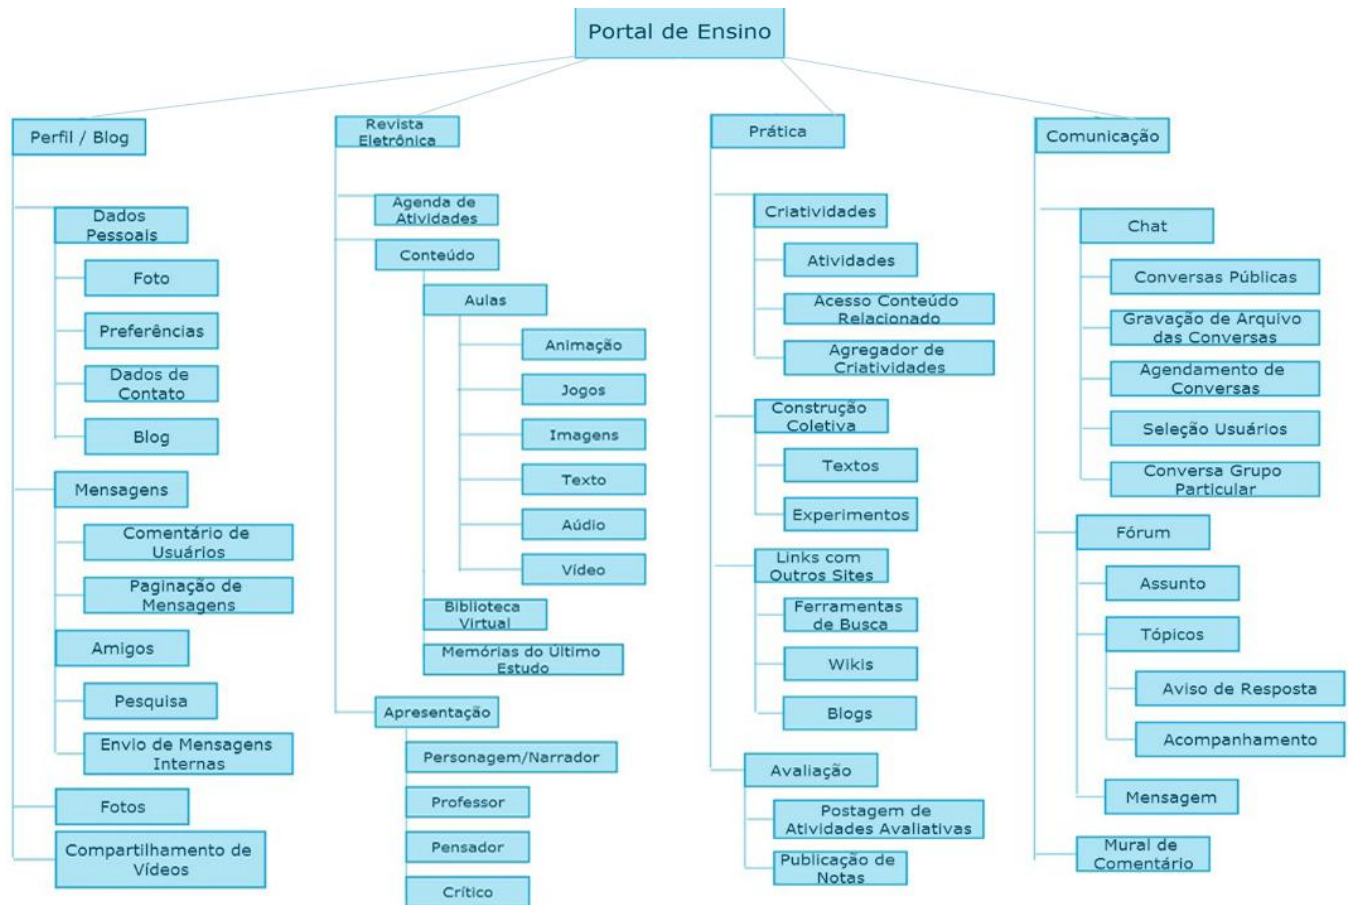 Portal de Ensino
Perfil / Blog
Dados
Pessoais
Foto
Preferências
Dados de
Contato
Blog
Mensagens
Comentário de
Usuários
Paginação de
Mensagens
Amigos
Pesquisa
Envio de Mensagens
Internas
Fotos
Compartilhamento de
Vídeos
Revista
Eletrônica
Agenda de
Atividades
Conteúdo
Aulas
Animação
Jogos
Imagens
Texto
Aúdio
Vídeo
Biblioteca
Virtual
Memórias do Último
Estudo
Apresentação
Personagem/Narrador
Professor
Pensador
Crítico
Prática
Criatividades
Atividades
Acesso Conteúdo
Relacionado
Agregador de
Criatividades
Construção
Coletiva
Textos
Experimentos
Links com
Outros Sites
Ferramentas
de Busca
Wikis
Blogs
Avaliação
Postagem de
Atividades Avaliativas
Publicação de
Notas
Comunicação
Chat
Conversas Públicas
Gravação de Arquivo
das Conversas
Agendamento de
Conversas
Seleção Usuários
Conversa Grupo
Particular
Fórum
Assunto
Tópicos
Aviso de Resposta
Acompanhamento
Mensagem
Mural de
Comentário